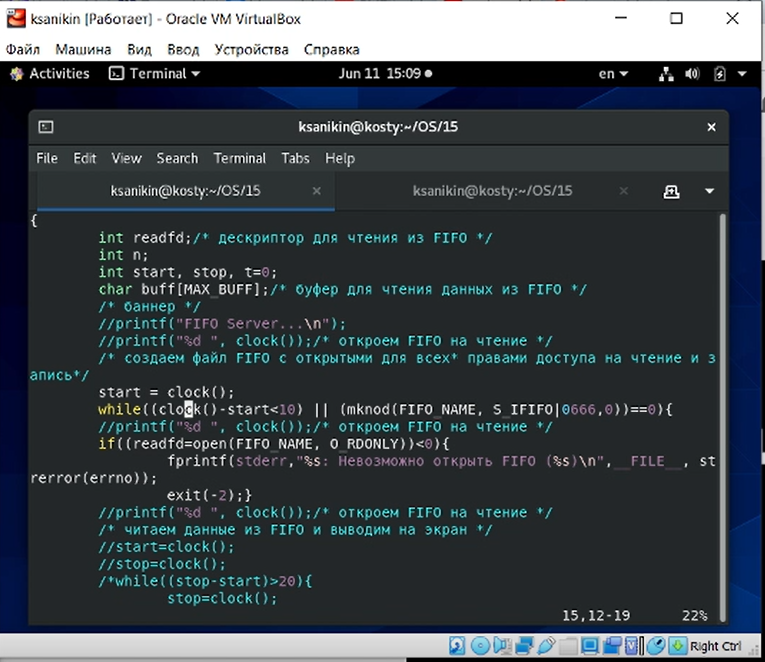 ksanikin [Работает] - Oracle VM VirtualBox
Файл Машина Вид Ввод Устройства Справка
Activities Terminal Jun 11 15:09 en
ksanikin@kosty:~/OS/15
File Edit View Search Terminal Tabs Help
ksanikin@kosty:~/OS/15 ksanikin@kosty:~/OS/15
{
int readfd;/* дескриптор для чтения из FIFO */
int n;
int start, stop, t=0;
char buff[MAX_BUFF];/* буфер для чтения данных из FIFO */
/* баннер */
//printf("FIFO Server...\n");
//printf("%d ", clock());/* откроем FIFO на чтение */
/* создаем файл FIFO с открытыми для всех* правами доступа на чтение и з
апись*/
start = clock();
while((clock()-start<10) || (mknod(FIFO_NAME, S_IFIFO|0666,0))==0){
//printf("%d ", clock());/* откроем FIFO на чтение */
if((readfd=open(FIFO_NAME, O_RDONLY))<0){
fprintf(stderr,"%s: Невозможно открыть FIFO (%s)\n",__FILE__, st
rerror(errno));
exit(-2);}
//printf("%d ", clock());/* откроем FIFO на чтение */
/* читаем данные из FIFO и выводим на экран */
//start=clock();
//stop=clock();
/*while((stop-start)>20){
stop=clock();
15,12-19 22%
Right Ctrl